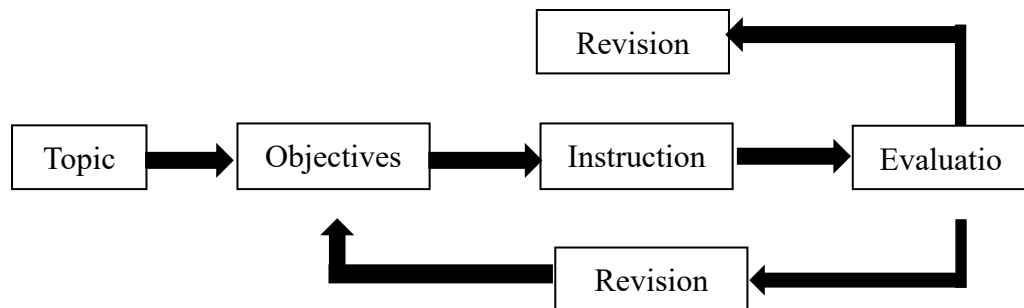 Revision
Topic
Objectives
Instruction
Evaluatio
Revision